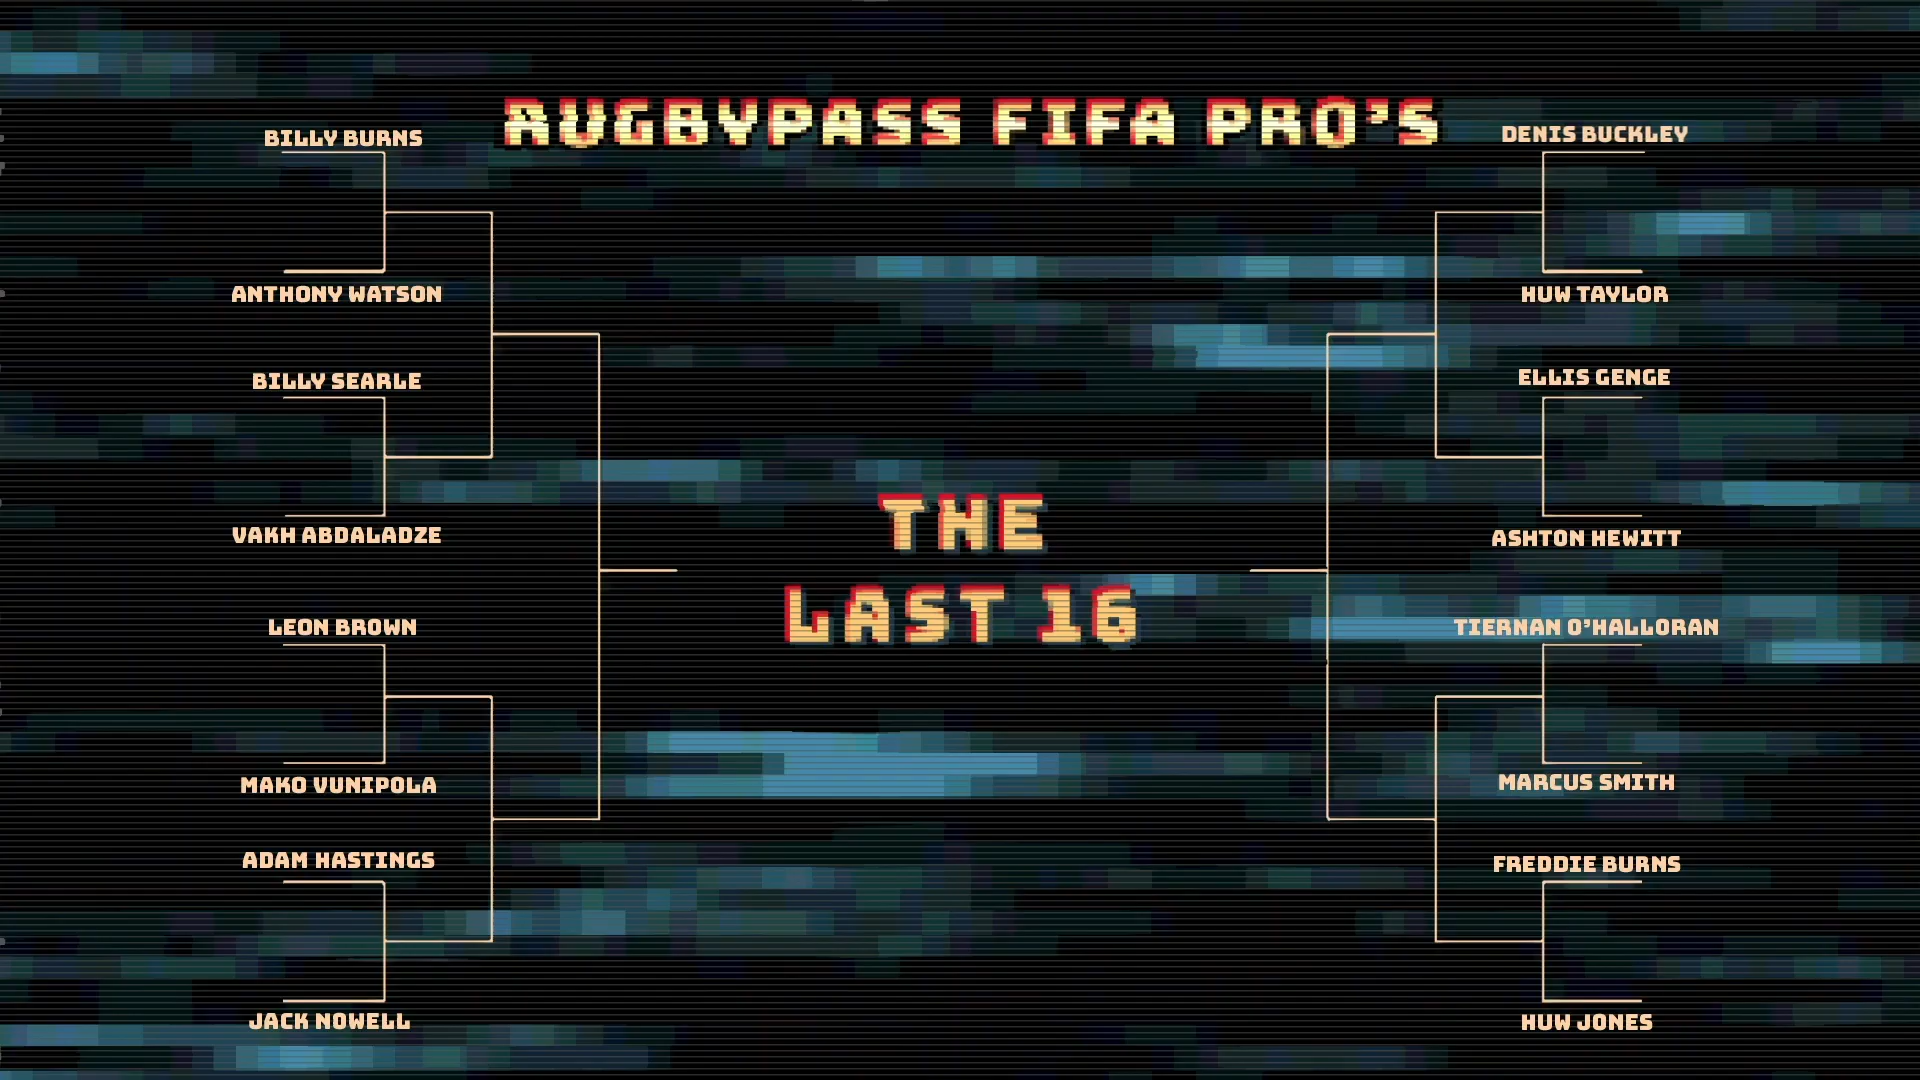 RUGBYPASS FIFA PRO'S
BILLY BURNS
ANTHONY WATSON
BILLY SEARLE
VAKH ABDALADZE
LEON BROWN
MAKO VUNIPOLA
ADAM HASTINGS
JACK NOWELL
THE
LAST 16
DENIS BUCKLEY
HUW TAYLOR
ELLIS GENGE
ASHTON HEWITT
TIERNAN O'HALLORAN
MARCUS SMITH
FREDDIE BURNS
HUW JONES